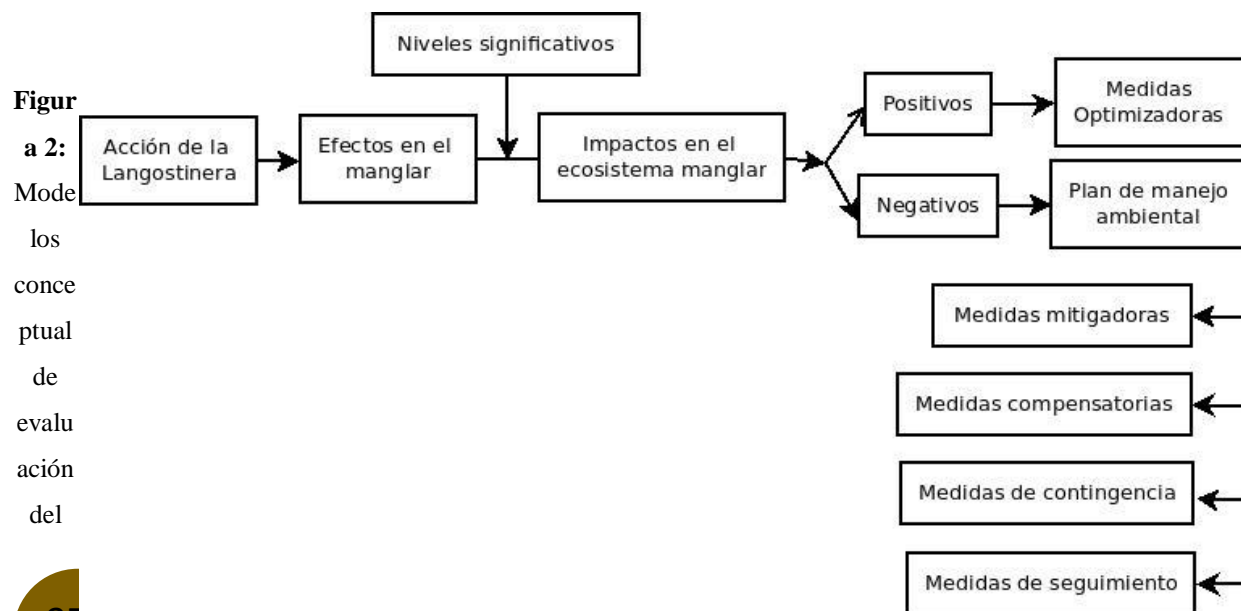 Niveles significativos
Figur
a 2:
Mode
los
conce
ptual
de
evalu
ación
del
Acción de la
Langostinera
Efectos en el
manglar
Impactos en el
ecosistema manglar
Positivos
Medidas
Optimizadoras
Negativos
Plan de manejo
ambiental
Medidas mitigadoras
Medidas compensatorias
Medidas de contingencia
Medidas de seguimiento